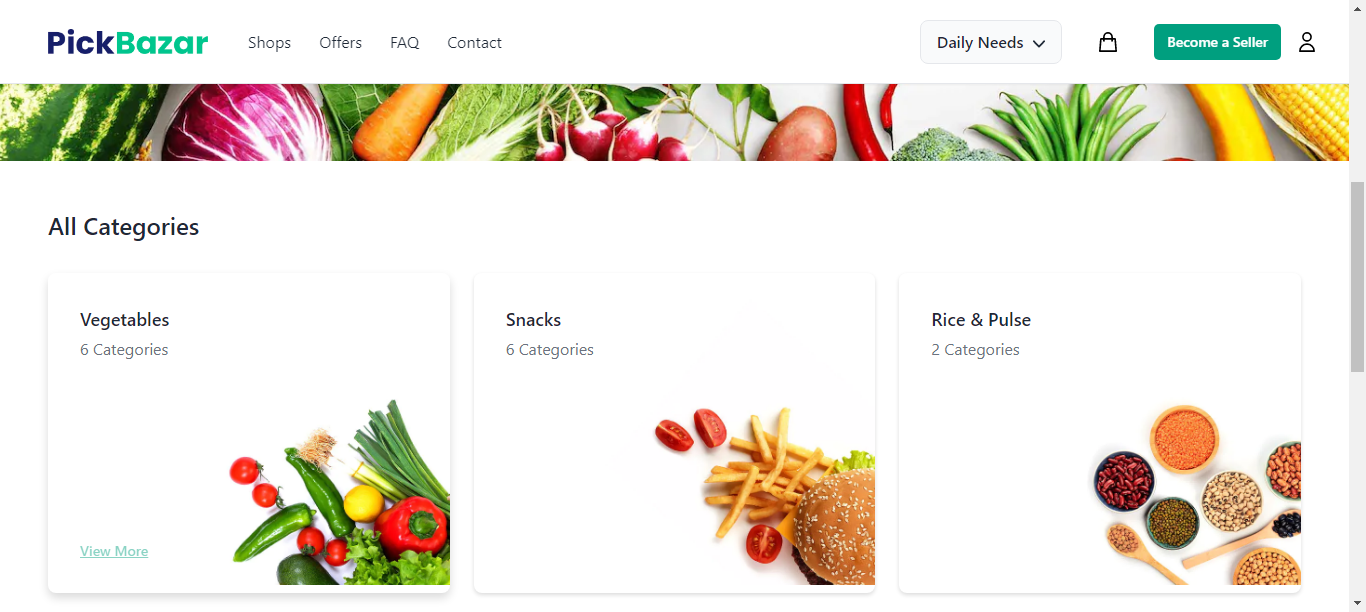 PickBazar
Shops
Offers
FAQ
Contact
Daily Needs
Become a Seller
All Categories
Vegetables
6 Categories
View More
Snacks
6 Categories
Rice & Pulse
2 Categories